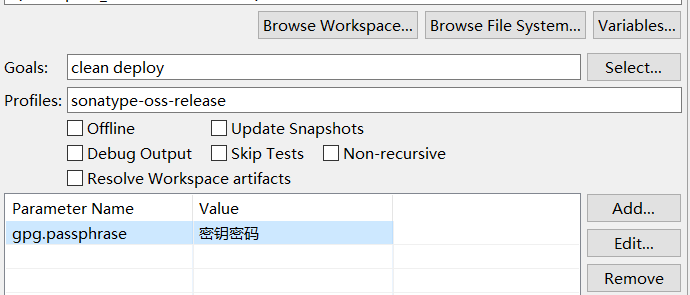 Browse Workspace... Browse File System... Variables...
Goals: clean deploy Select...
Profiles: sonatype-oss-release
Offline Update Snapshots
Debug Output Skip Tests Non-recursive
Resolve Workspace artifacts
Parameter Name Value Add...
gpg.passphrase 密钥密码 Edit...
Remove